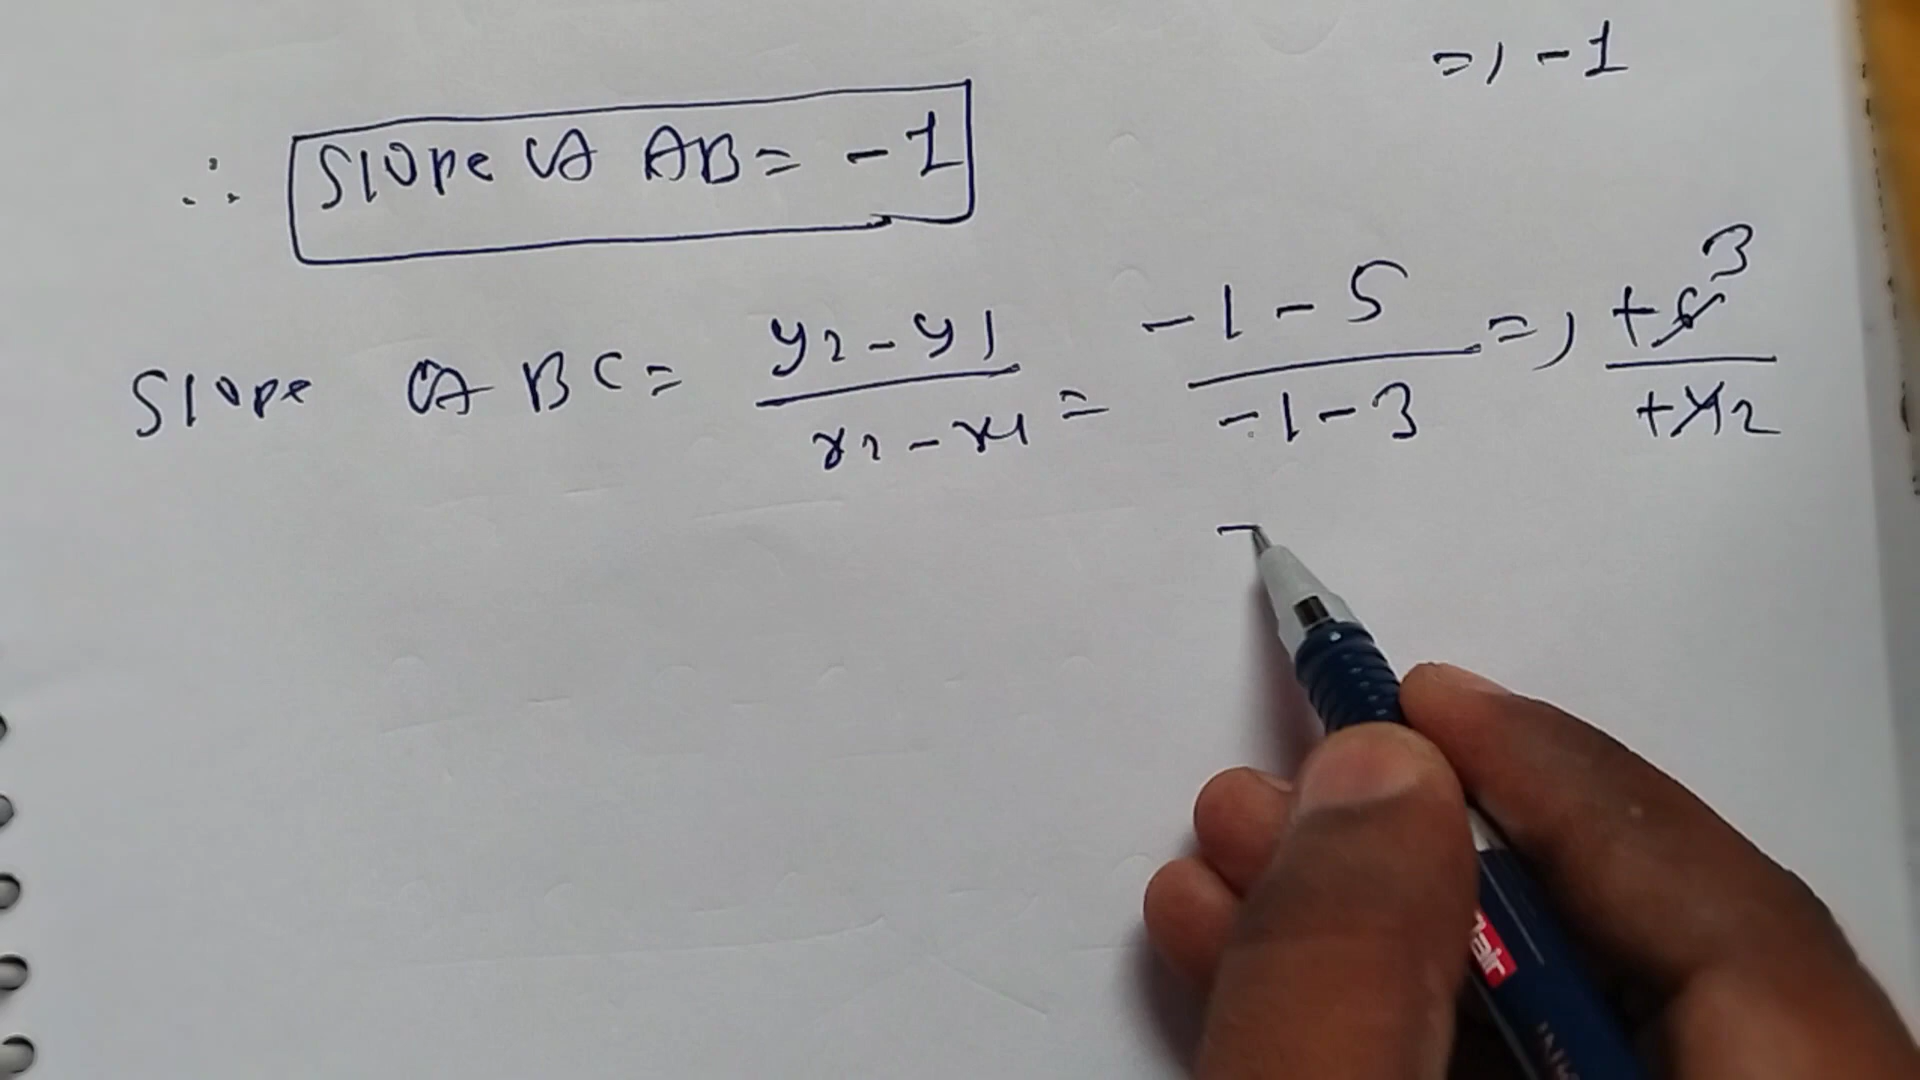 =) -1
∴ Slope of AB = -1
Slope of BC = y2-y1 / x2-x1 = -1-5 / -1-3 =) +6 3 / +4 2